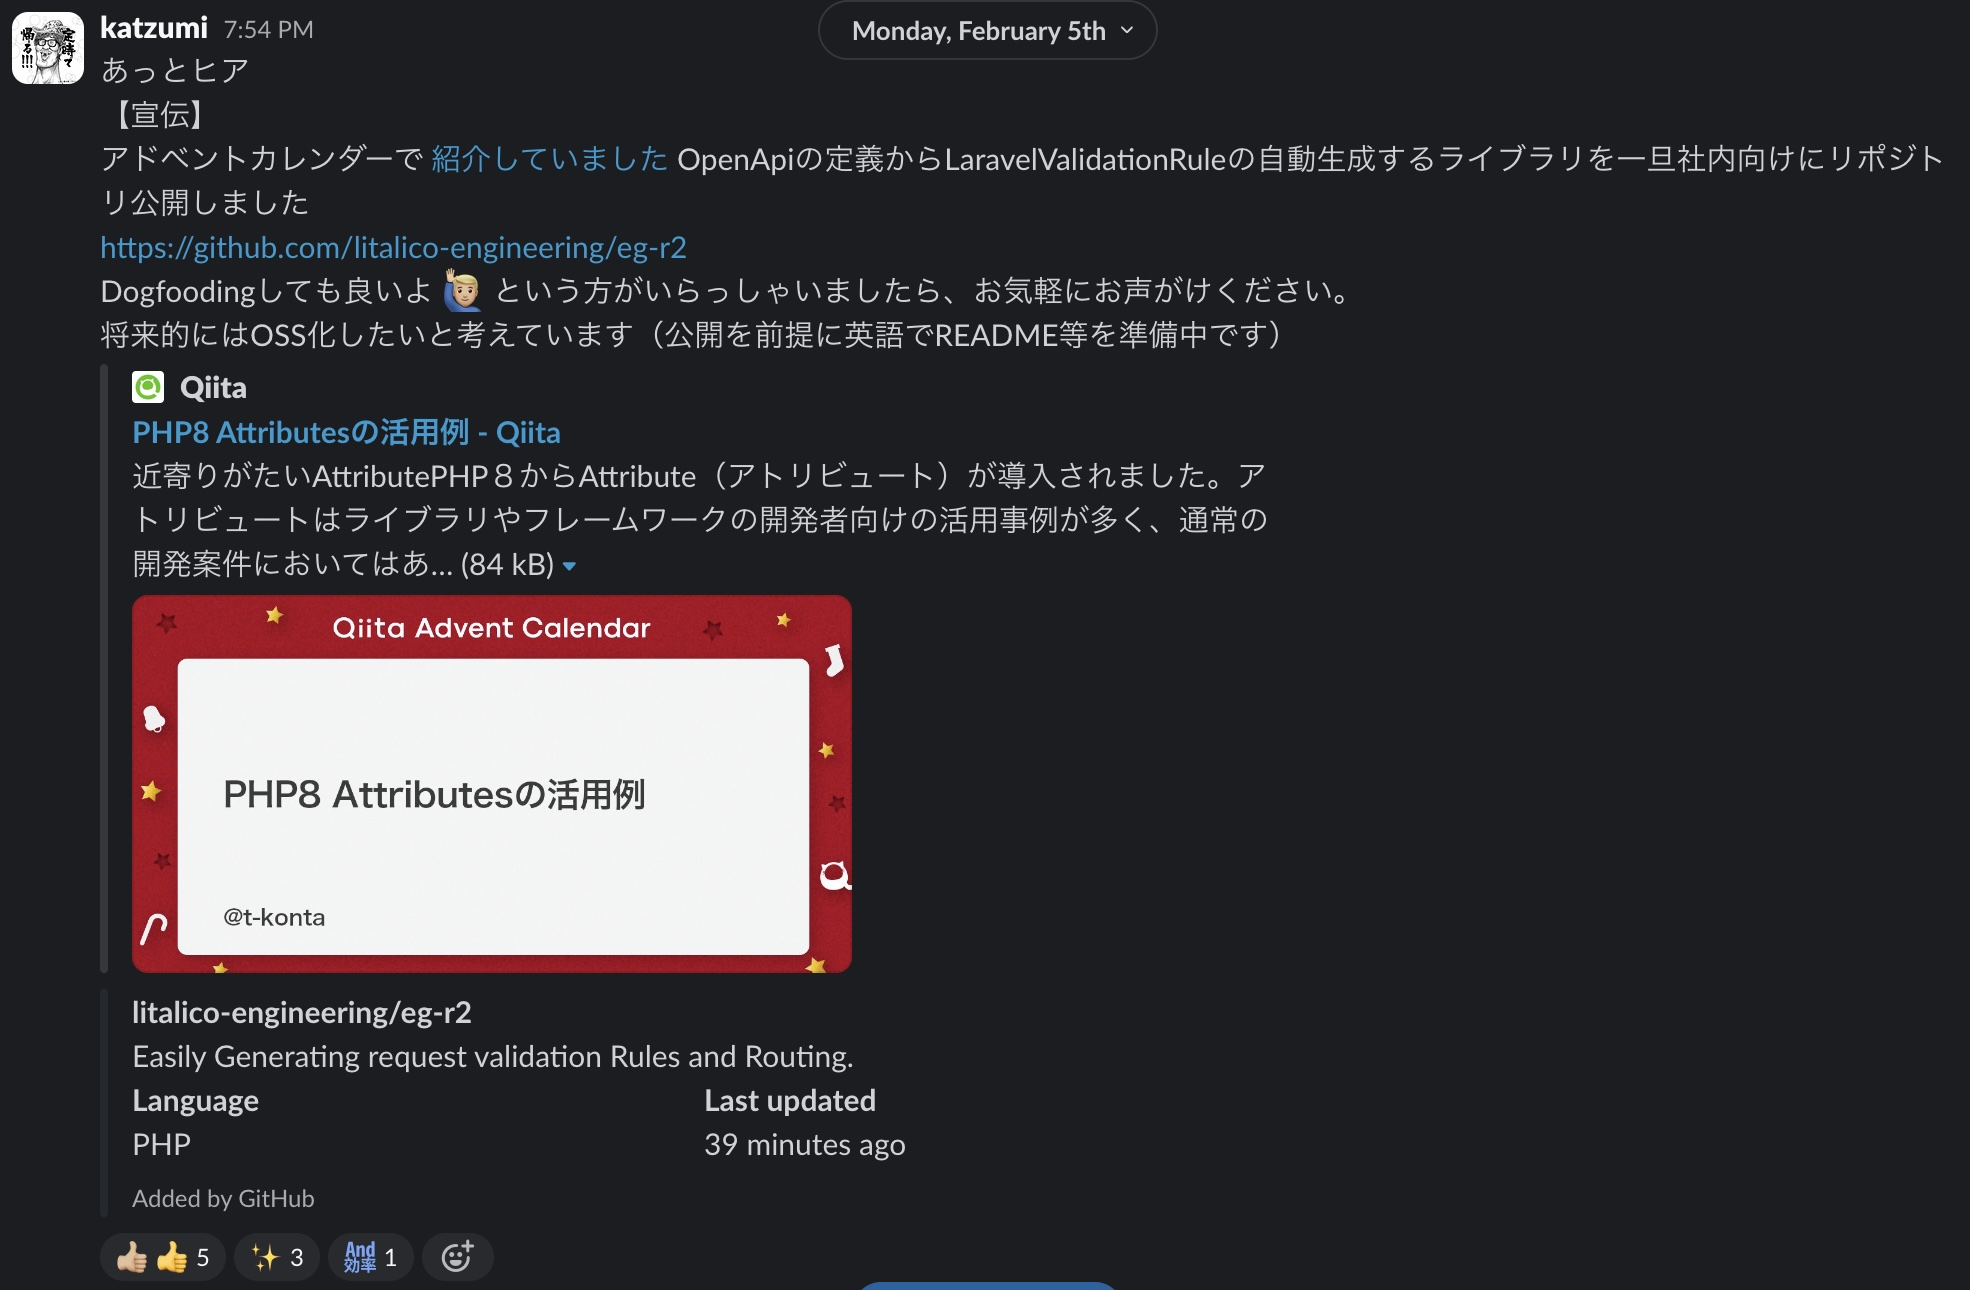 katzumi 7:54 PM
Monday, February 5th
あっとヒア
【宣伝】
アドベントカレンダーで 紹介していました OpenApiの定義からLaravelValidationRuleの自動生成するライブラリを一旦社内向けにリポジト
リ公開しました
https://github.com/litalico-engineering/eg-r2
Dogfoodingしても良いよ 🙋🏼‍♂️ という方がいらっしゃいましたら、お気軽にお声がけください。
将来的にはOSS化したいと考えています（公開を前提に英語でREADME等を準備中です）
Qiita
PHP8 Attributesの活用例 - Qiita
近寄りがたいAttributePHP８からAttribute（アトリビュート）が導入されました。ア
トリビュートはライブラリやフレームワークの開発者向けの活用事例が多く、通常の
開発案件においてはあ... (84 kB)
Qiita Advent Calendar
PHP8 Attributesの活用例
@t-konta
litalico-engineering/eg-r2
Easily Generating request validation Rules and Routing.
Language Last updated
PHP 39 minutes ago
Added by GitHub
5 3 And 効率 1
定時で
帰る!!!